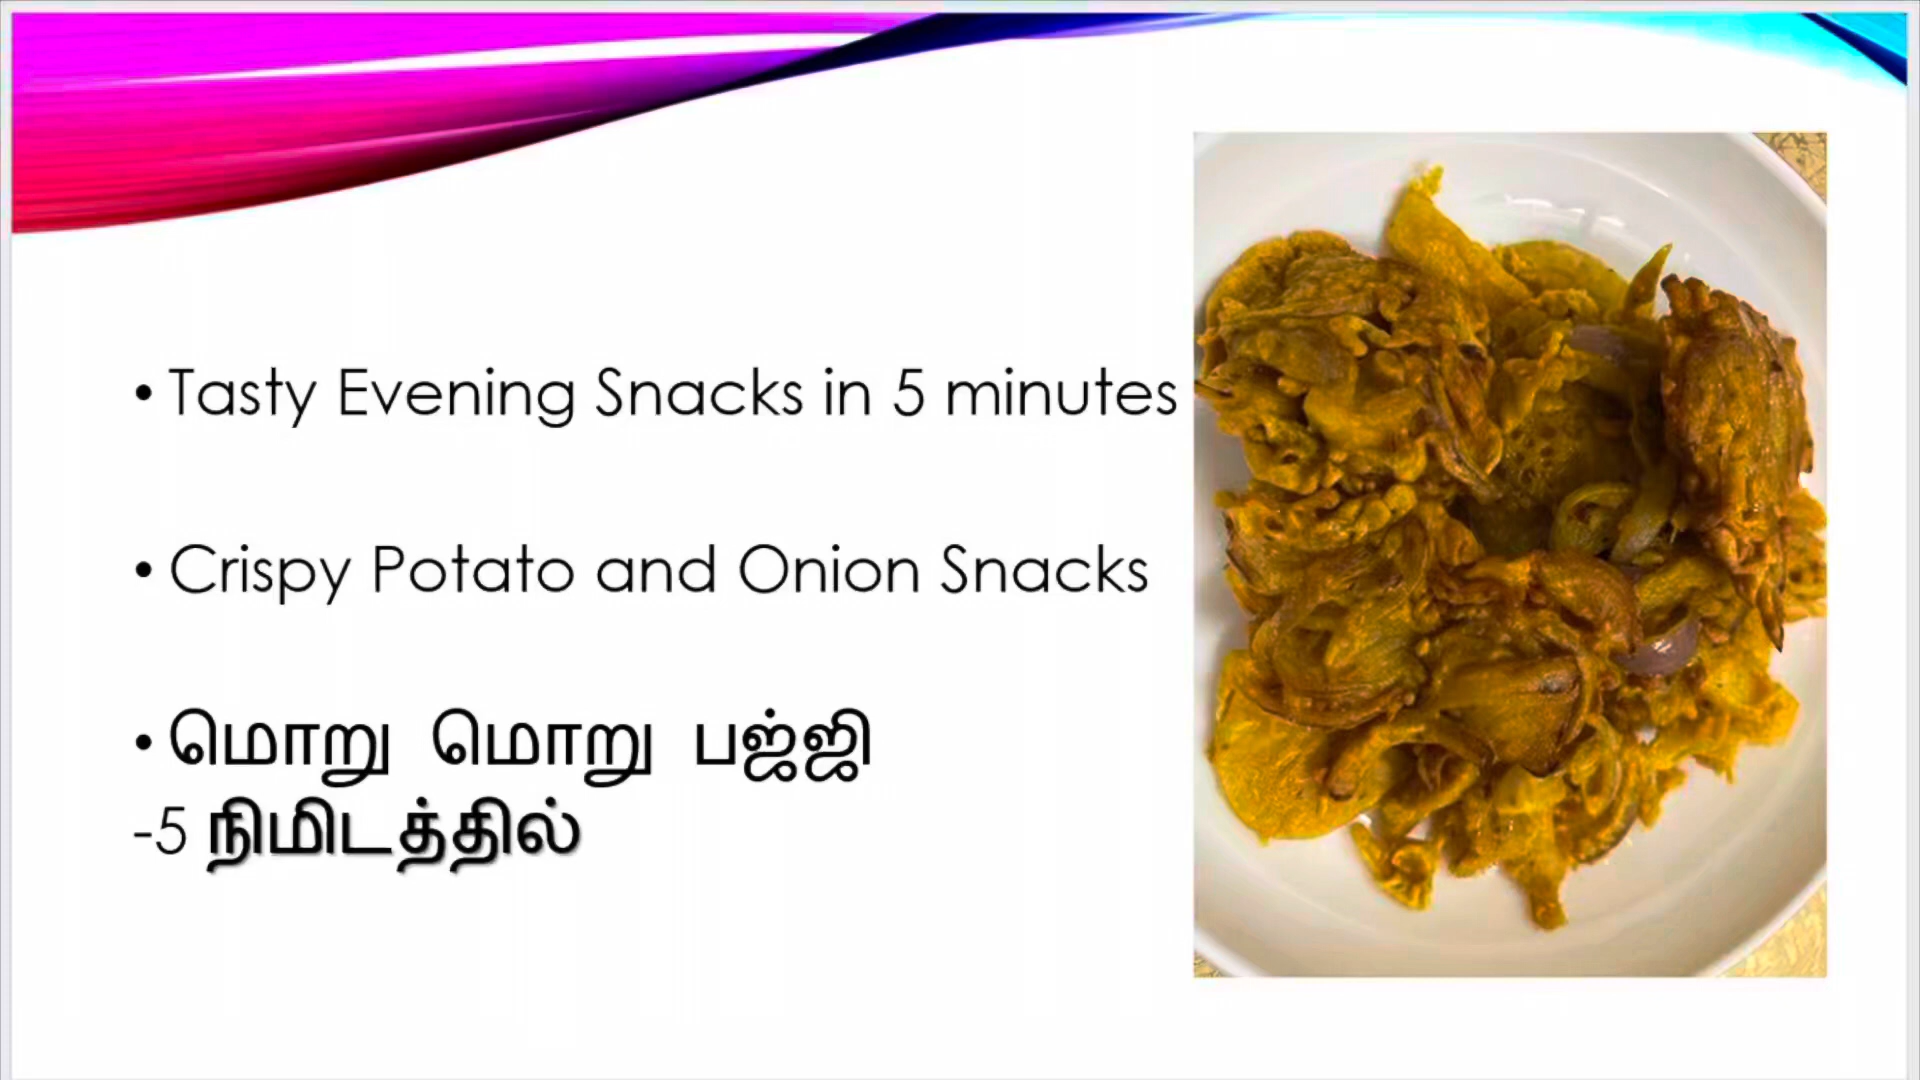 • Tasty Evening Snacks in 5 minutes
• Crispy Potato and Onion Snacks
• மொறு மொறு பஜ்ஜி
-5 நிமிடத்தில்